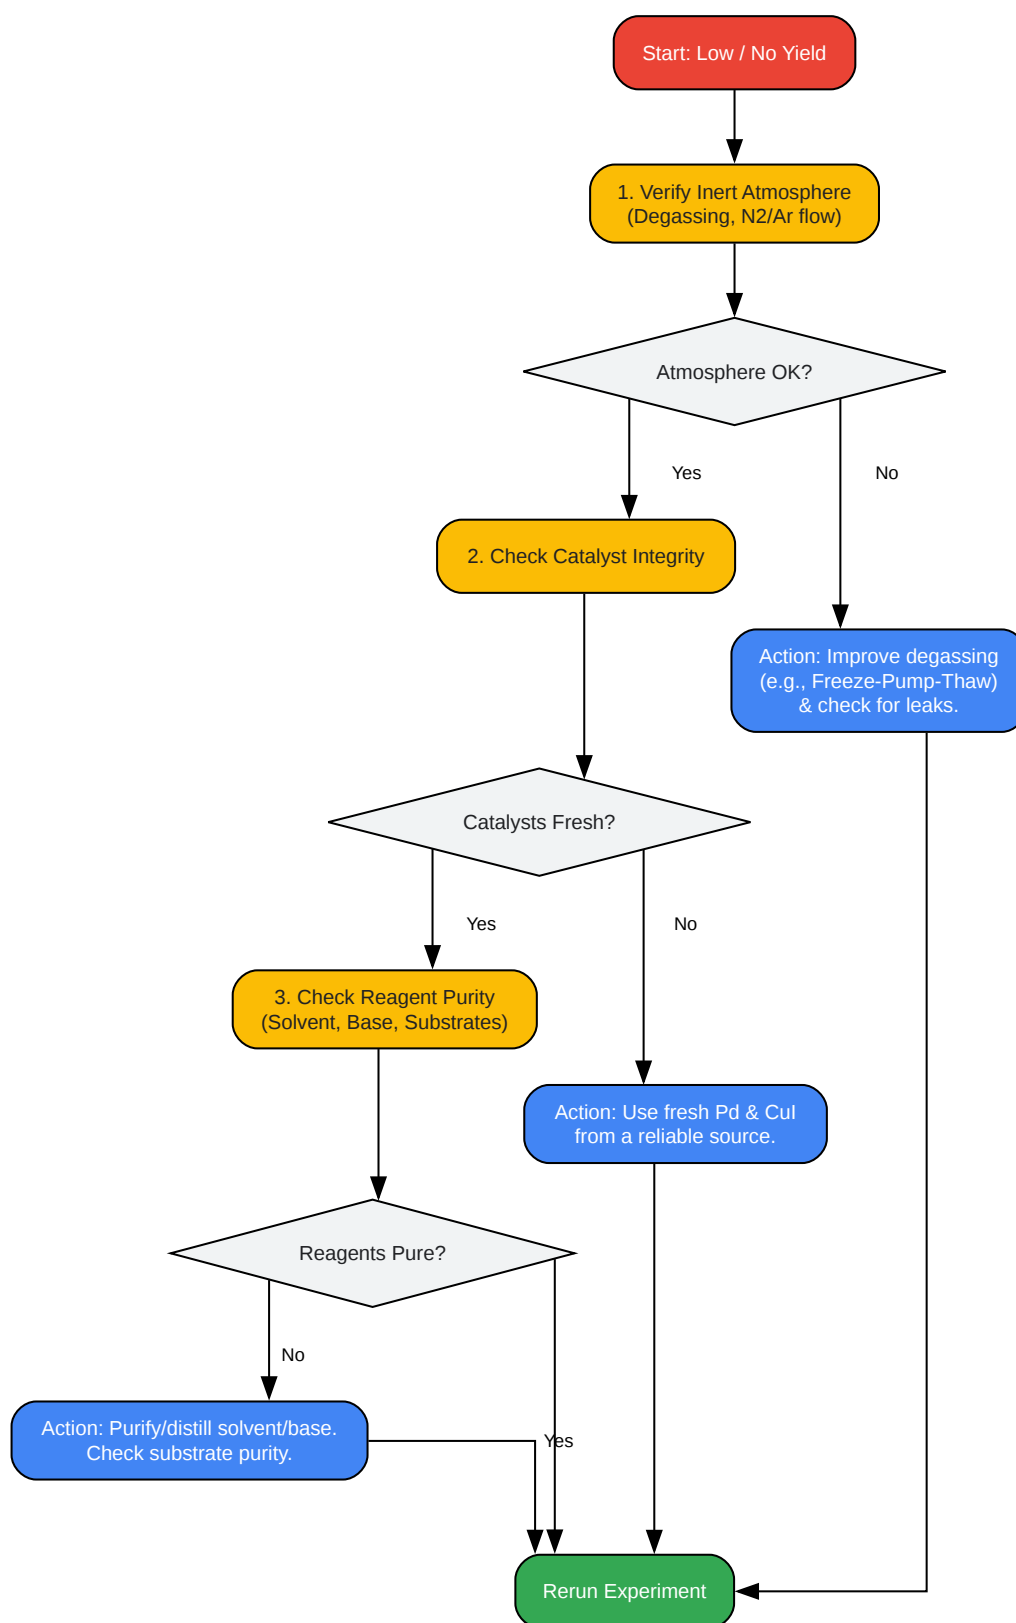 Start: Low / No Yield
1. Verify Inert Atmosphere
(Degassing, N2/Ar flow)
Atmosphere OK?
Yes
No
2. Check Catalyst Integrity
Action: Improve degassing
(e.g., Freeze-Pump-Thaw)
& check for leaks.
Catalysts Fresh?
Yes
No
3. Check Reagent Purity
(Solvent, Base, Substrates)
Action: Use fresh Pd & CuI
from a reliable source.
Reagents Pure?
No
Action: Purify/distill solvent/base.
Check substrate purity.
Yes
Rerun Experiment